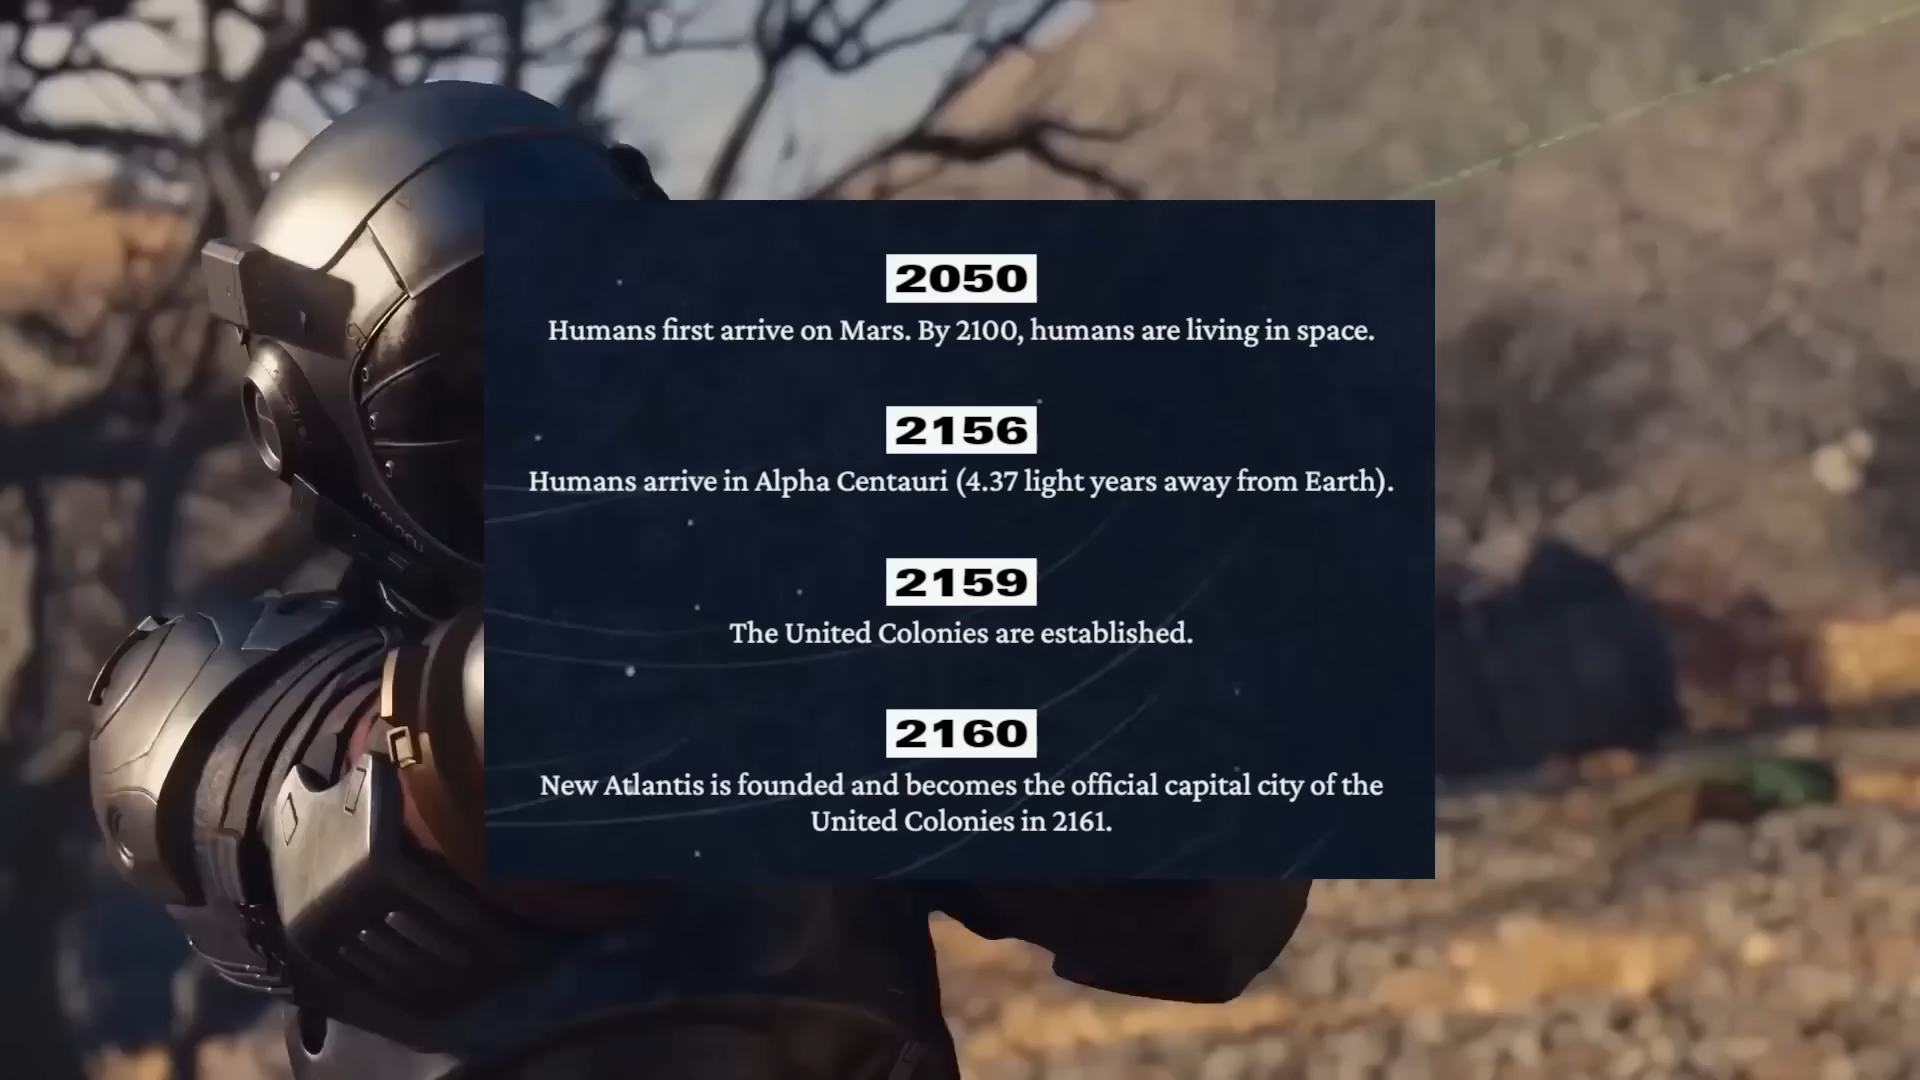 2050
Humans first arrive on Mars. By 2100, humans are living in space.
2156
Humans arrive in Alpha Centauri (4.37 light years away from Earth).
2159
The United Colonies are established.
2160
New Atlantis is founded and becomes the official capital city of the
United Colonies in 2161.